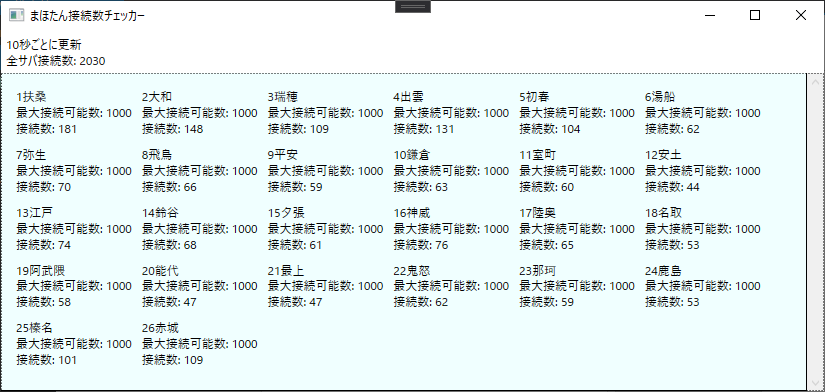 まほたん接続数チェッカー
10秒ごとに更新
全サバ接続数: 2030
1扶桑
最大接続可能数: 1000
接続数: 181
2大和
最大接続可能数: 1000
接続数: 148
3瑞穂
最大接続可能数: 1000
接続数: 109
4出雲
最大接続可能数: 1000
接続数: 131
5初春
最大接続可能数: 1000
接続数: 104
6湯船
最大接続可能数: 1000
接続数: 62
7弥生
最大接続可能数: 1000
接続数: 70
8飛鳥
最大接続可能数: 1000
接続数: 66
9平安
最大接続可能数: 1000
接続数: 59
10鎌倉
最大接続可能数: 1000
接続数: 63
11室町
最大接続可能数: 1000
接続数: 60
12安土
最大接続可能数: 1000
接続数: 44
13江戸
最大接続可能数: 1000
接続数: 74
14鈴谷
最大接続可能数: 1000
接続数: 68
15夕張
最大接続可能数: 1000
接続数: 61
16神威
最大接続可能数: 1000
接続数: 76
17陸奥
最大接続可能数: 1000
接続数: 65
18名取
最大接続可能数: 1000
接続数: 53
19阿武隈
最大接続可能数: 1000
接続数: 58
20能代
最大接続可能数: 1000
接続数: 47
21最上
最大接続可能数: 1000
接続数: 47
22鬼怒
最大接続可能数: 1000
接続数: 62
23那珂
最大接続可能数: 1000
接続数: 59
24鹿島
最大接続可能数: 1000
接続数: 53
25榛名
最大接続可能数: 1000
接続数: 101
26赤城
最大接続可能数: 1000
接続数: 109